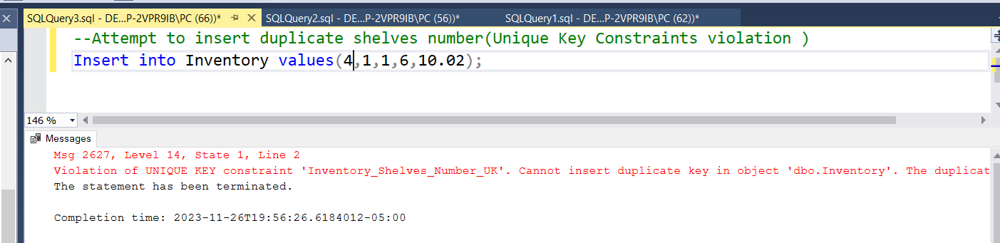 SQLQuery3.sql - DE...P-2VPR9IB\PC (66))* SQLQuery2.sql - DE...P-2VPR9IB\PC (56))* SQLQuery1.sql - DE...P-2VPR9IB\PC (62))*
--Attempt to insert duplicate shelves number(Unique Key Constraints violation )
Insert into Inventory values(4,1,1,6,10.02);
146 %
Messages
Msg 2627, Level 14, State 1, Line 2
Violation of UNIQUE KEY constraint 'Inventory_Shelves_Number_UK'. Cannot insert duplicate key in object 'dbo.Inventory'. The duplicat
The statement has been terminated.
Completion time: 2023-11-26T19:56:26.6184012-05:00